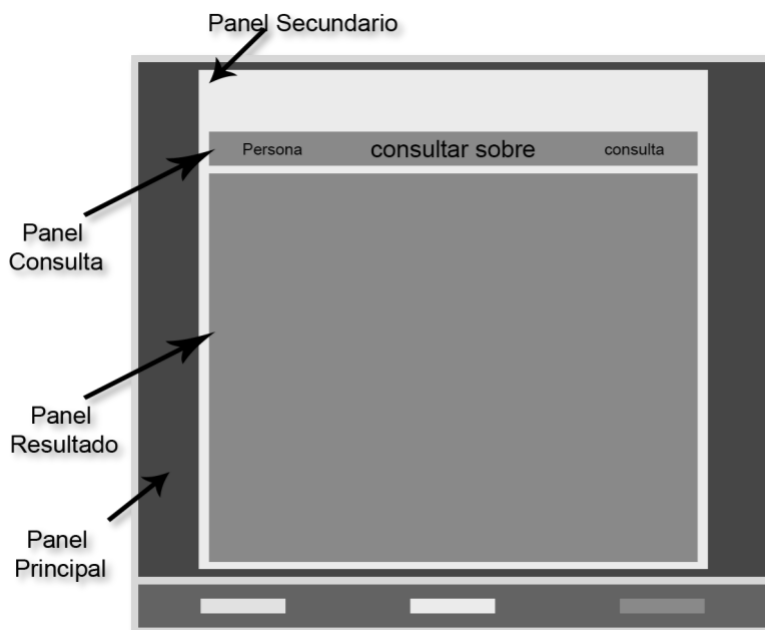 Panel Secundario
Persona consultar sobre consulta
Panel
Consulta
Panel
Resultado
Panel
Principal